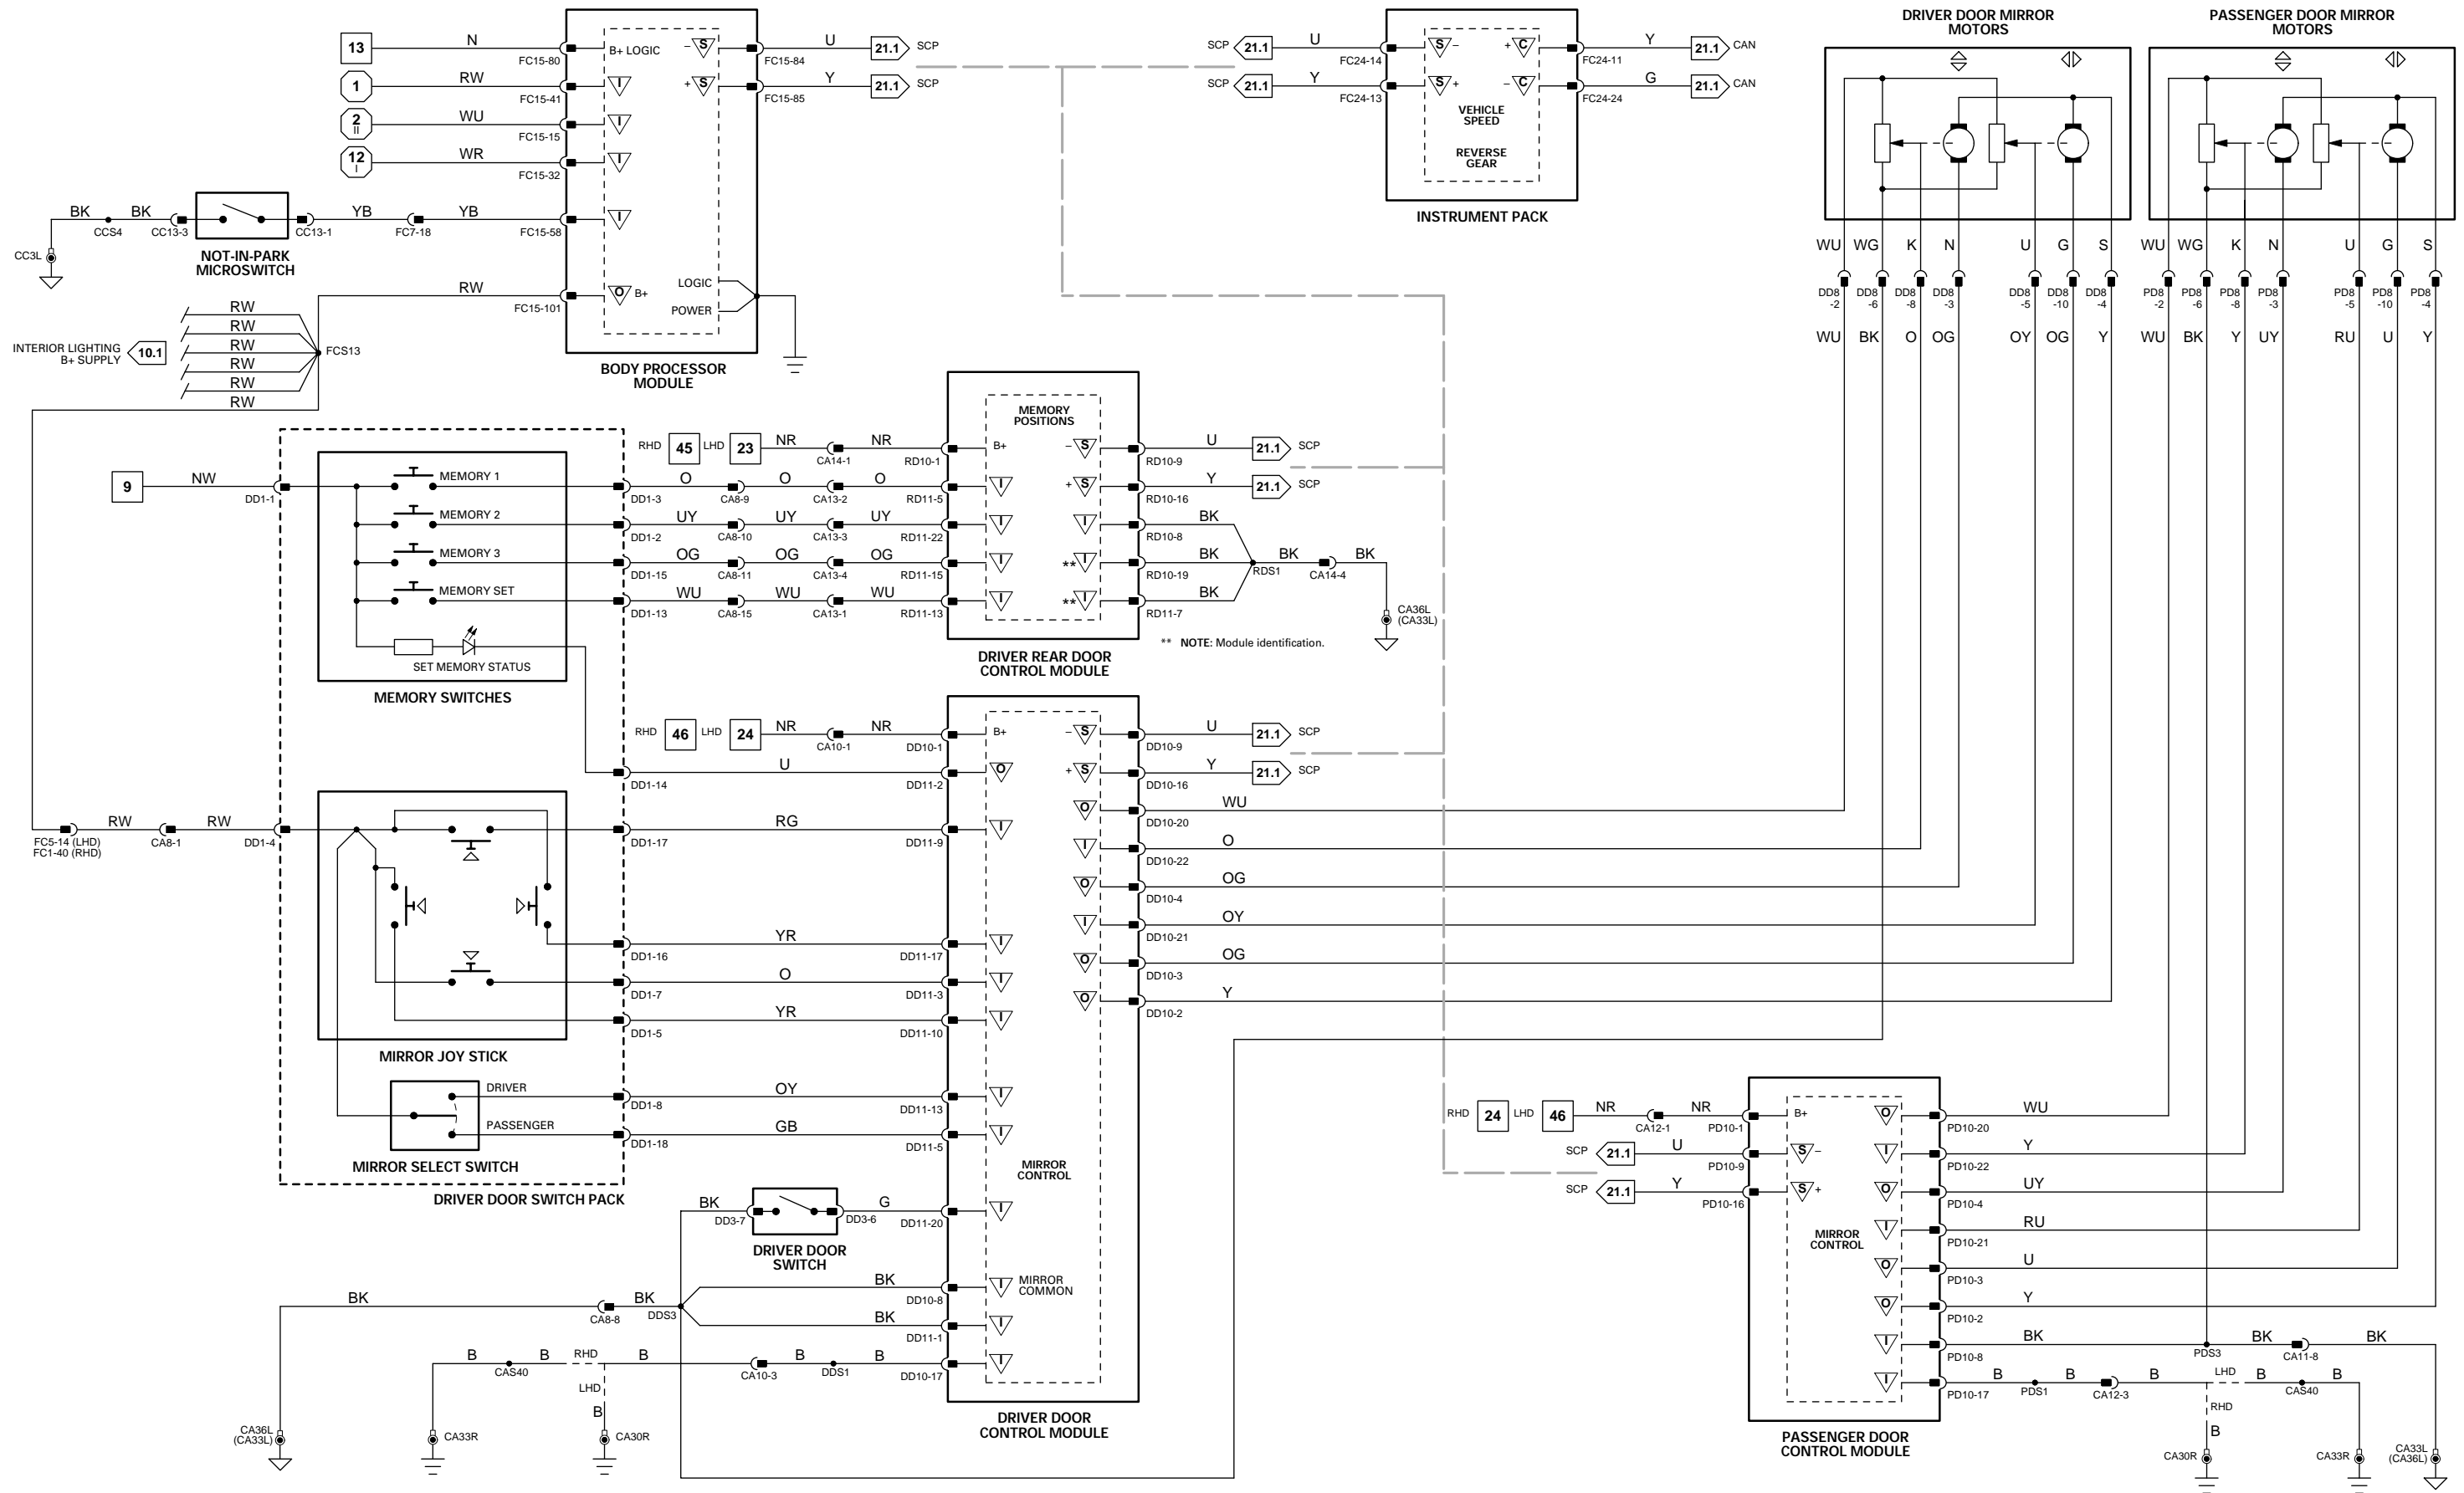 DRIVER DOOR MIRROR
MOTORS
PASSENGER DOOR MIRROR
MOTORS
13
N
FC15-80
B+ LOGIC
– S
FC15-84
U
21.1
SCP
1
RW
FC15-41
I
+ S
FC15-85
Y
21.1
SCP
2
II
WU
FC15-15
I
12
I
WR
FC15-32
I
BK
CCS4
BK
CC13-3
CC13-1
YB
FC7-18
YB
FC15-58
I
CC3L
NOT-IN-PARK
MICROSWITCH
RW
FC15-101
O B+
LOGIC
POWER
BODY PROCESSOR
MODULE
RW
RW
RW
RW
RW
RW
INTERIOR LIGHTING
B+ SUPPLY
10.1
FCS13
SCP
21.1
U
FC24-14
S –
+ C
FC24-11
Y
21.1
CAN
SCP
21.1
Y
FC24-13
S +
– C
FC24-24
G
21.1
CAN
VEHICLE
SPEED
REVERSE
GEAR
INSTRUMENT PACK
WU WG K N U G S
DD8
-2
DD8
-6
DD8
-8
DD8
-3
DD8
-5
DD8
-10
DD8
-4
WU BK O OG OY OG Y
WU WG K N U G S
PD8
-2
PD8
-6
PD8
-8
PD8
-3
PD8
-5
PD8
-10
PD8
-4
WU BK Y UY RU U Y
9
NW
DD1-1
MEMORY 1
MEMORY 2
MEMORY 3
MEMORY SET
SET MEMORY STATUS
MEMORY SWITCHES
RHD 45 LHD 23 NR CA14-1 NR RD10-1 B+
DD1-3 O CA8-9 O CA13-2 O RD11-5 I
DD1-2 UY CA8-10 UY CA13-3 UY RD11-22 I
DD1-15 OG CA8-11 OG CA13-4 OG RD11-15 I
DD1-13 WU CA8-15 WU CA13-1 WU RD11-13 I
MEMORY
POSITIONS
– S RD10-9 U 21.1 SCP
+ S RD10-16 Y 21.1 SCP
I RD10-8 BK
** I RD10-19 BK RDS1 BK CA14-4 BK
** I RD11-7 BK
CA36L
(CA33L)
** NOTE: Module identification.
DRIVER REAR DOOR
CONTROL MODULE
RHD 46 LHD 24 NR CA10-1 NR DD10-1 B+
DD1-14 U DD11-2 O
FC5-14 (LHD)
FC1-40 (RHD)
RW CA8-1 RW DD1-4
DD1-17 RG DD11-9 I
DD1-16 YR DD11-17 I
DD1-7 O DD11-3 I
DD1-5 YR DD11-10 I
MIRROR JOY STICK
DRIVER
DD1-8 OY DD11-13 I
PASSENGER
DD1-18 GB DD11-5 I
MIRROR SELECT SWITCH
DRIVER DOOR SWITCH PACK
– S DD10-9 U 21.1 SCP
+ S DD10-16 Y 21.1 SCP
O DD10-20 WU
I DD10-22 O
O DD10-4 OG
I DD10-21 OY
O DD10-3 OG
O DD10-2 Y
MIRROR
CONTROL
BK DD3-7 DD3-6 G DD11-20 I
DRIVER DOOR
SWITCH
BK DD10-8 I MIRROR
COMMON
BK CA8-8 BK DDS3
BK DD11-1 I
B CAS40 B RHD B CA10-3 B DDS1 B DD10-17 I
LHD
B
CA36L
(CA33L)
CA33R
CA30R
DRIVER DOOR
CONTROL MODULE
RHD 24 LHD 46 NR CA12-1 NR PD10-1 B+
SCP 21.1 U PD10-9 S –
SCP 21.1 Y PD10-16 S +
MIRROR
CONTROL
O PD10-20 WU
I PD10-22 Y
O PD10-4 UY
I PD10-21 RU
O PD10-3 U
O PD10-2 Y
I PD10-8 BK PDS3 BK CA11-8 BK
I PD10-17 B PDS1 B CA12-3 B LHD B CAS40 B
RHD
B
CA30R
CA33R
CA33L
(CA36L)
PASSENGER DOOR
CONTROL MODULE